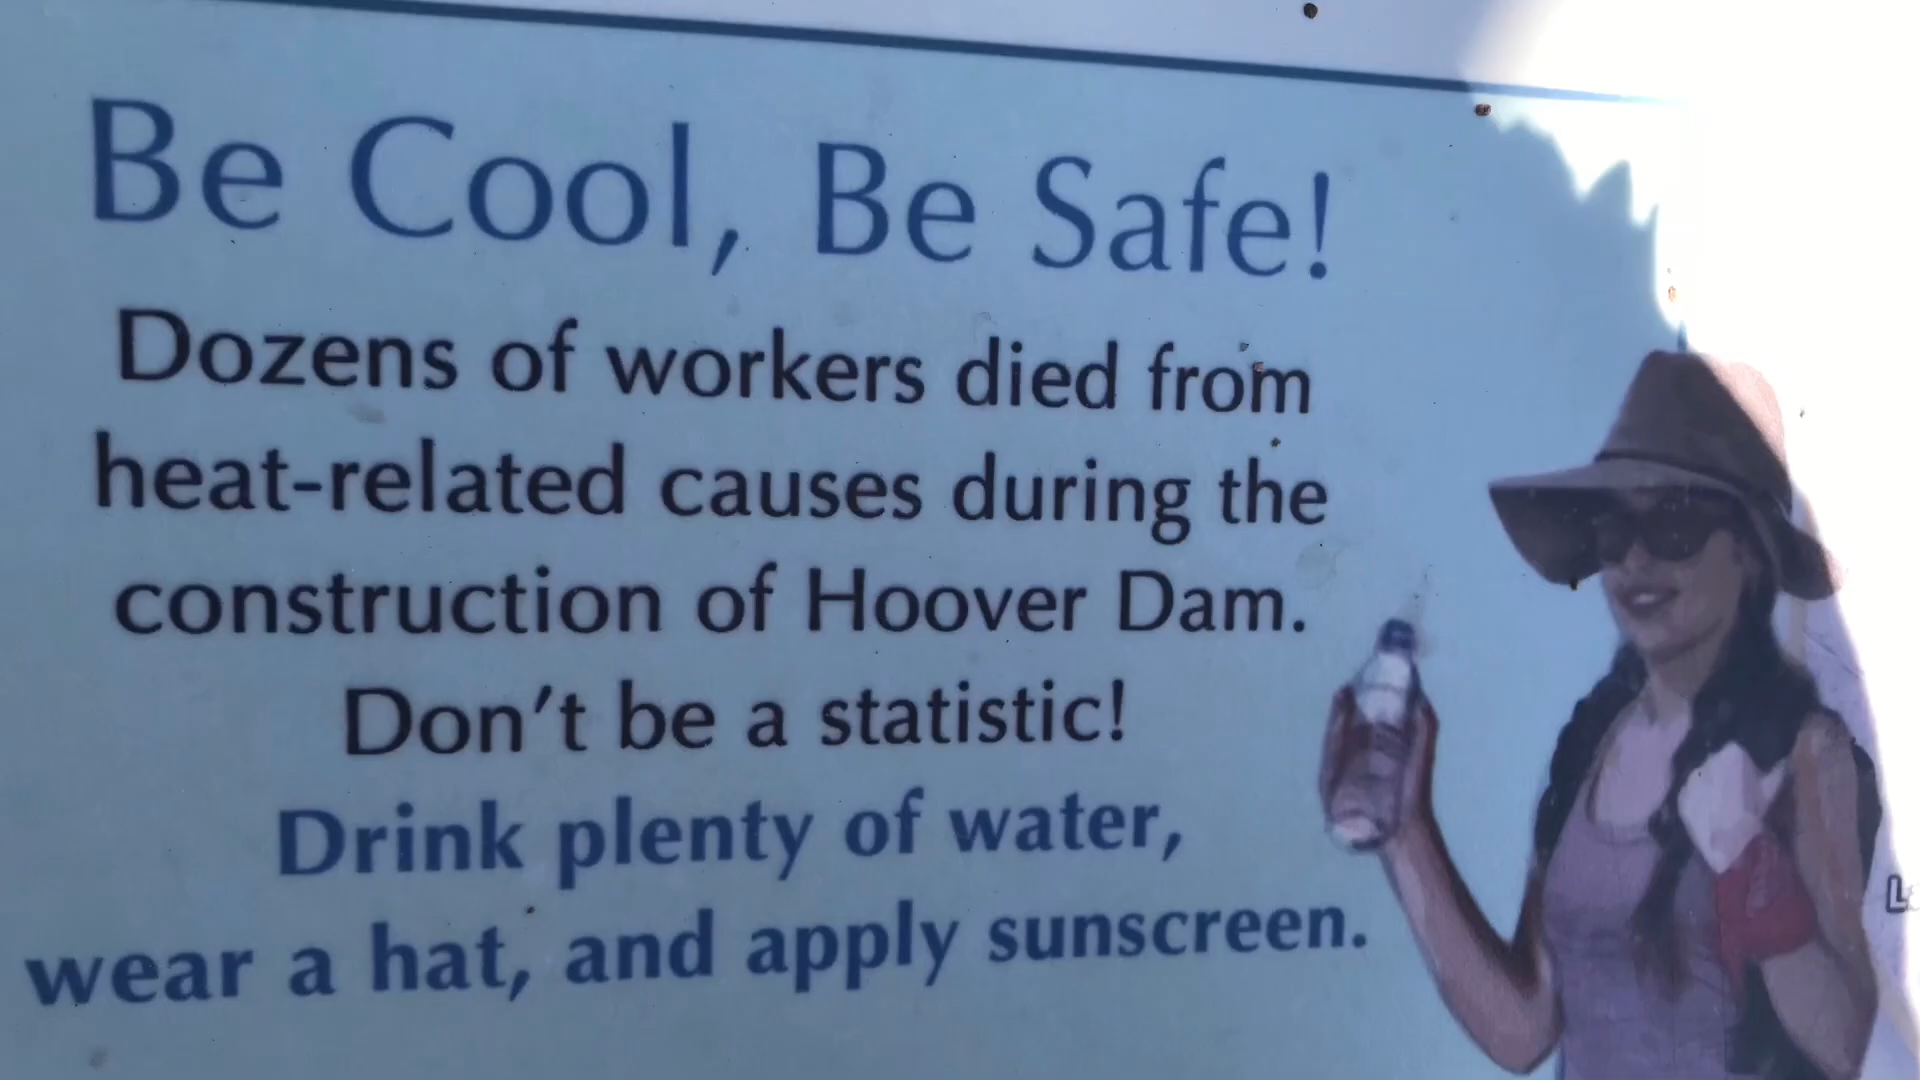 Be Cool, Be Safe!
Dozens of workers died from
heat-related causes during the
construction of Hoover Dam.
Don't be a statistic!
Drink plenty of water,
wear a hat, and apply sunscreen.